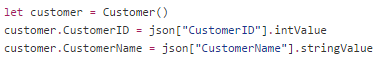 let customer = Customer()
customer.CustomerID = json["CustomerID"].intValue
customer.CustomerName = json["CustomerName"].stringValue